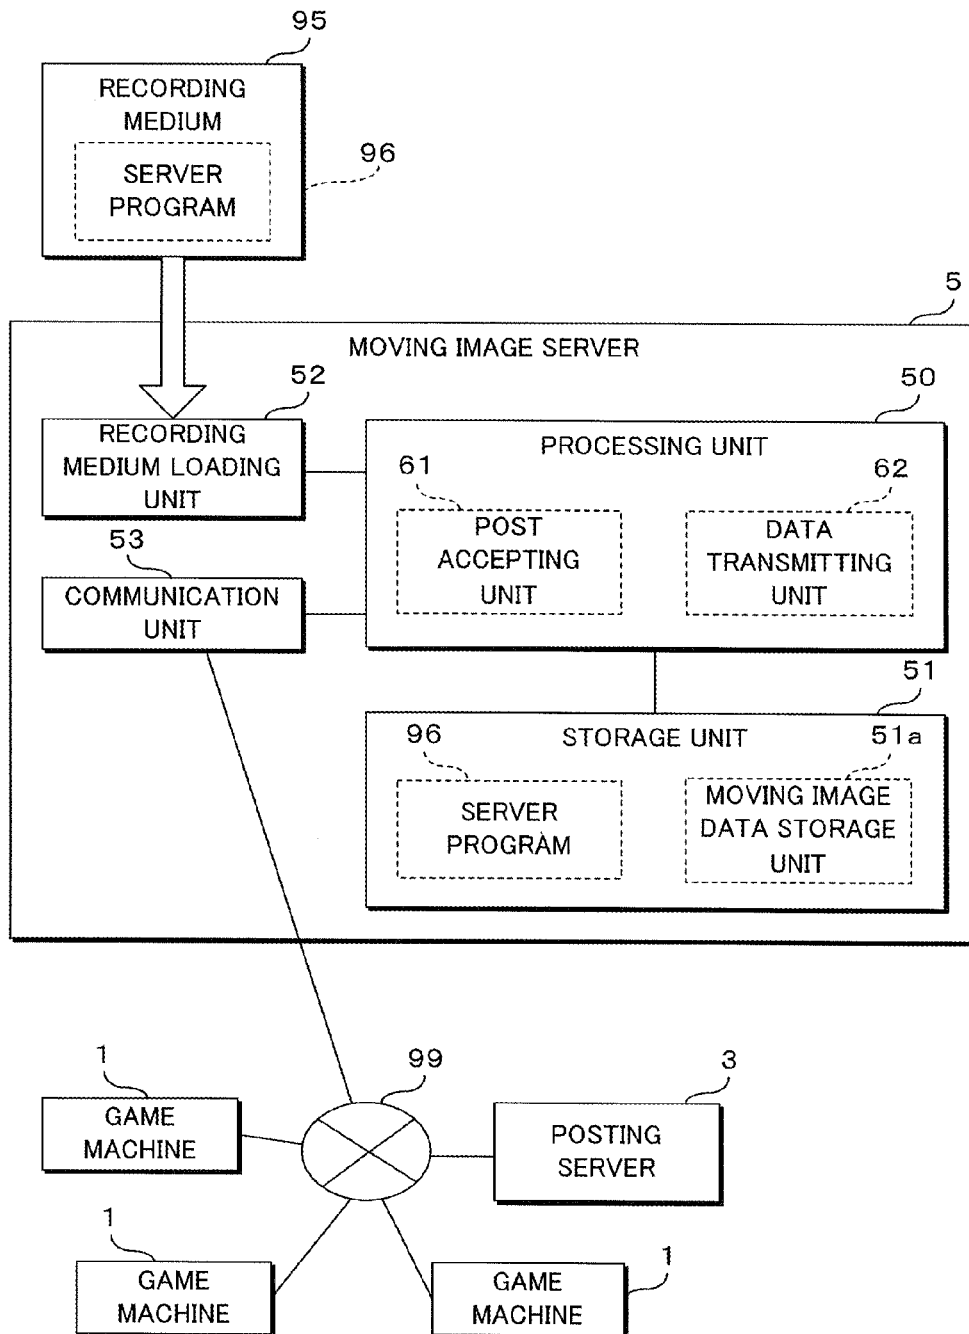 95
RECORDING
MEDIUM
96
SERVER
PROGRAM
5
MOVING IMAGE SERVER
52
RECORDING
MEDIUM LOADING
UNIT
50
PROCESSING UNIT
61
POST
ACCEPTING
UNIT
62
DATA
TRANSMITTING
UNIT
53
COMMUNICATION
UNIT
51
STORAGE UNIT
96
SERVER
PROGRAM
51a
MOVING IMAGE
DATA STORAGE
UNIT
1
GAME
MACHINE
99
3
POSTING
SERVER
1
GAME
MACHINE
1
GAME
MACHINE